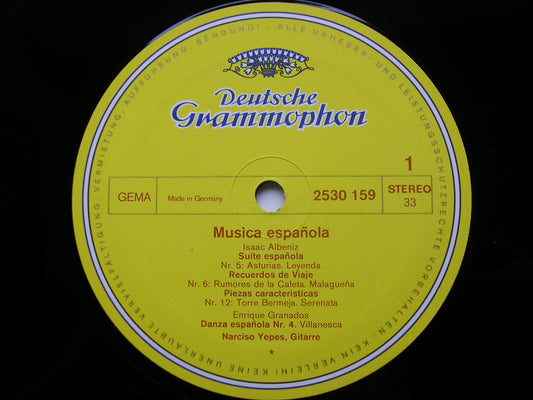 Deutsche
Grammophon
1
GEMA
Made in Germany
2530 159
STEREO
33
Musica española
Isaac Albeniz
Suite española
Nr. 5: Asturias. Leyenda
Recuerdos de Viaje
Nr. 6: Rumores de la Caleta. Malagueña
Piezas caracteristicas
Nr. 12: Torre Bermeja. Serenata
Enrique Granados
Danza española Nr. 4. Villanesca
Narciso Yepes, Gitarre
*
ALLE URHEBER- UND LEISTUNGSSCHUTZRECHTE VORBEHALTEN. KEIN VERLEIH! KEINE UNERLAUBTE VERVIELFÄLTIGUNG, VERMIETUNG, AUFFÜHRUNG, SENDUNG!